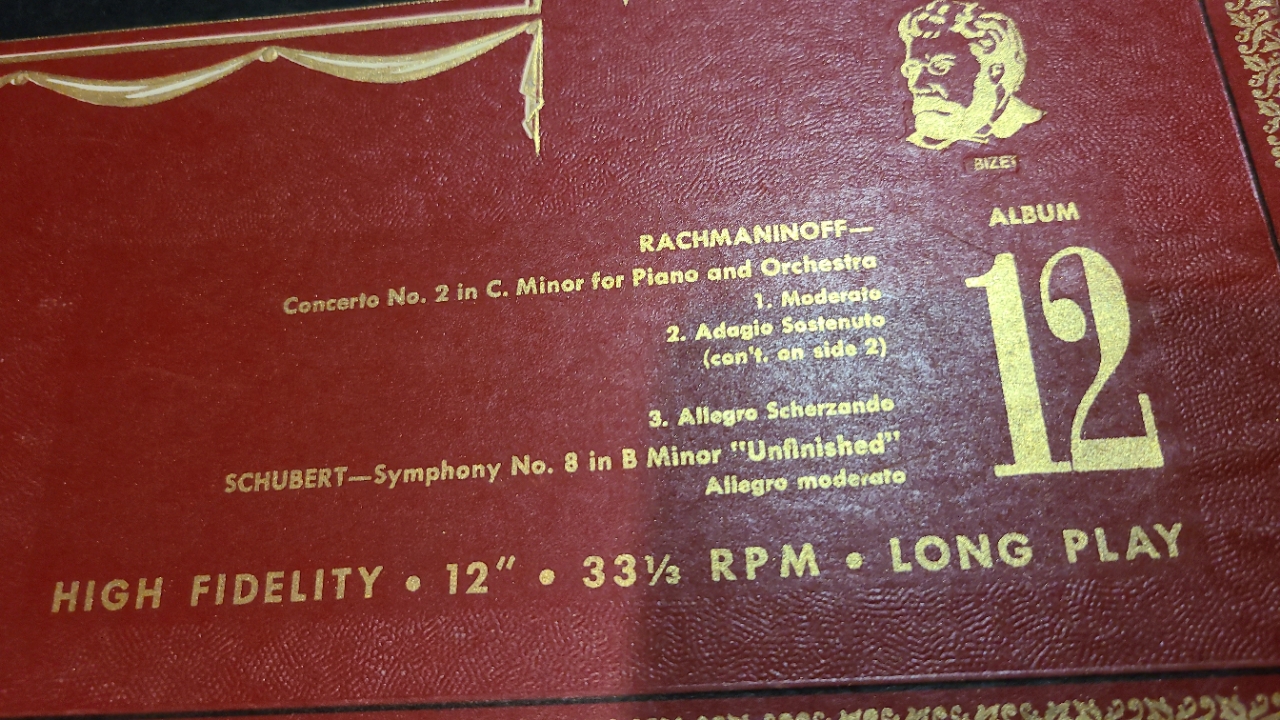 BIZET
ALBUM
12
RACHMANINOFF—
Concerto No. 2 in C. Minor for Piano and Orchestra
1. Moderato
2. Adagio Sostenuto
(con't. on side 2)
3. Allegro Scherzando
SCHUBERT—Symphony No. 8 in B Minor "Unfinished"
Allegro moderato
HIGH FIDELITY • 12" • 33⅓ RPM • LONG PLAY